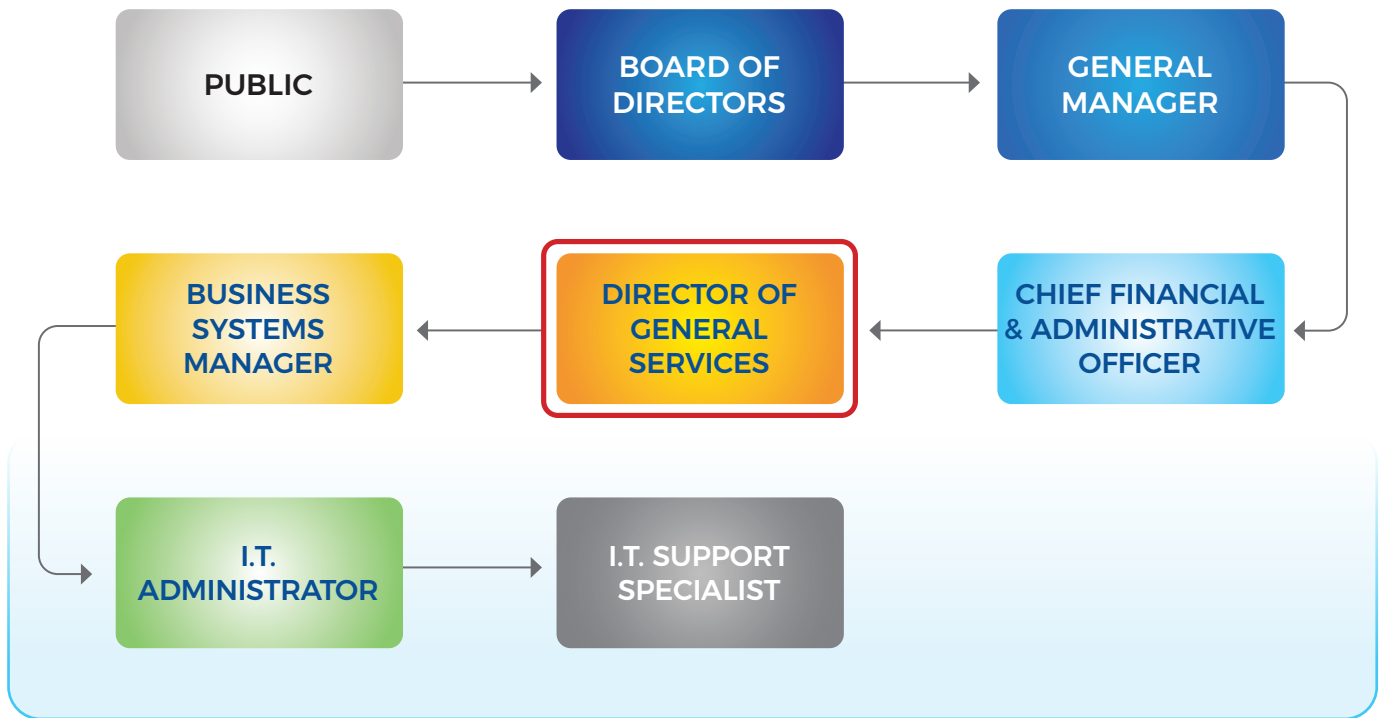 PUBLIC
BOARD OF
DIRECTORS
GENERAL
MANAGER
CHIEF FINANCIAL
& ADMINISTRATIVE
OFFICER
DIRECTOR OF
GENERAL
SERVICES
BUSINESS
SYSTEMS
MANAGER
I.T.
ADMINISTRATOR
I.T. SUPPORT
SPECIALIST